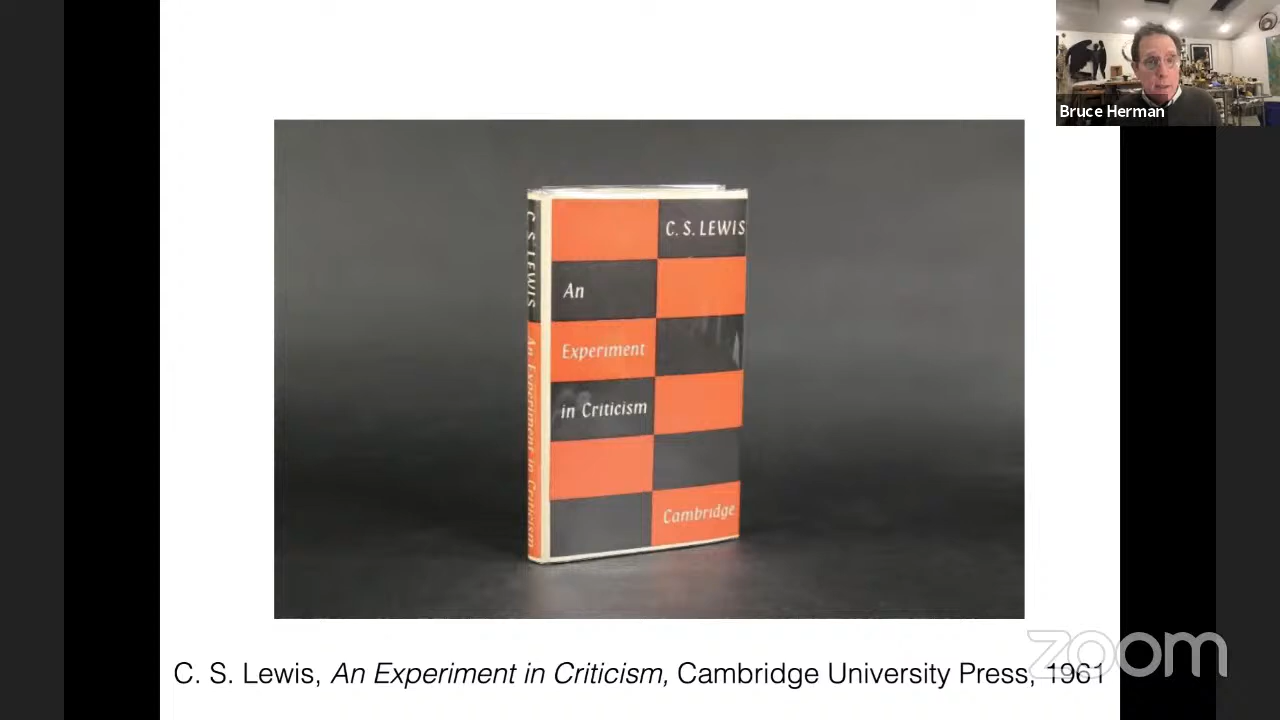 Bruce Herman
C. S. LEWIS
An
Experiment
in Criticism
Cambridge
C. S. LEWIS An Experiment in Criticism
C. S. Lewis, An Experiment in Criticism, Cambridge University Press, 1961
zoom